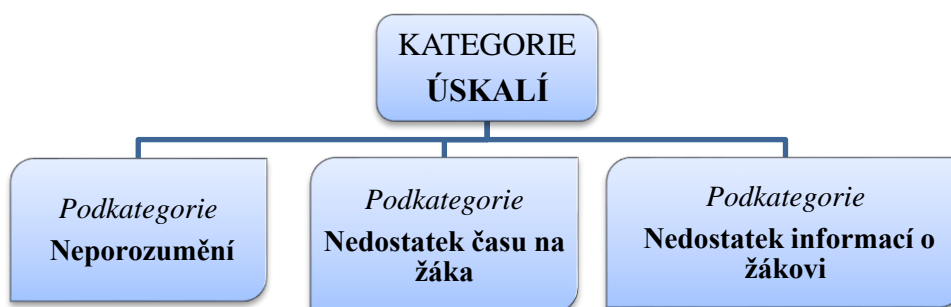 KATEGORIE
ÚSKALÍ
Podkategorie
Neporozumění
Podkategorie
Nedostatek času na
žáka
Podkategorie
Nedostatek informací o
žákovi